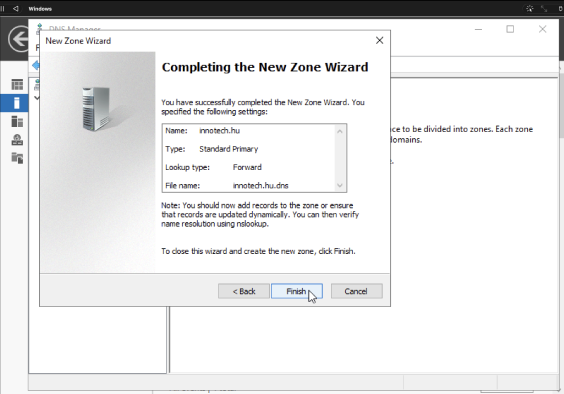 Windows
DNS Manager
New Zone Wizard
Completing the New Zone Wizard
You have successfully completed the New Zone Wizard. You
specified the following settings:
Name: innotech.hu
Type: Standard Primary
Lookup type: Forward
File name: innotech.hu.dns
Note: You should now add records to the zone or ensure
that records are updated dynamically. You can then verify
name resolution using nslookup.
To close this wizard and create the new zone, click Finish.
< Back
Finish
Cancel
ce to be divided into zones. Each zone
omains.